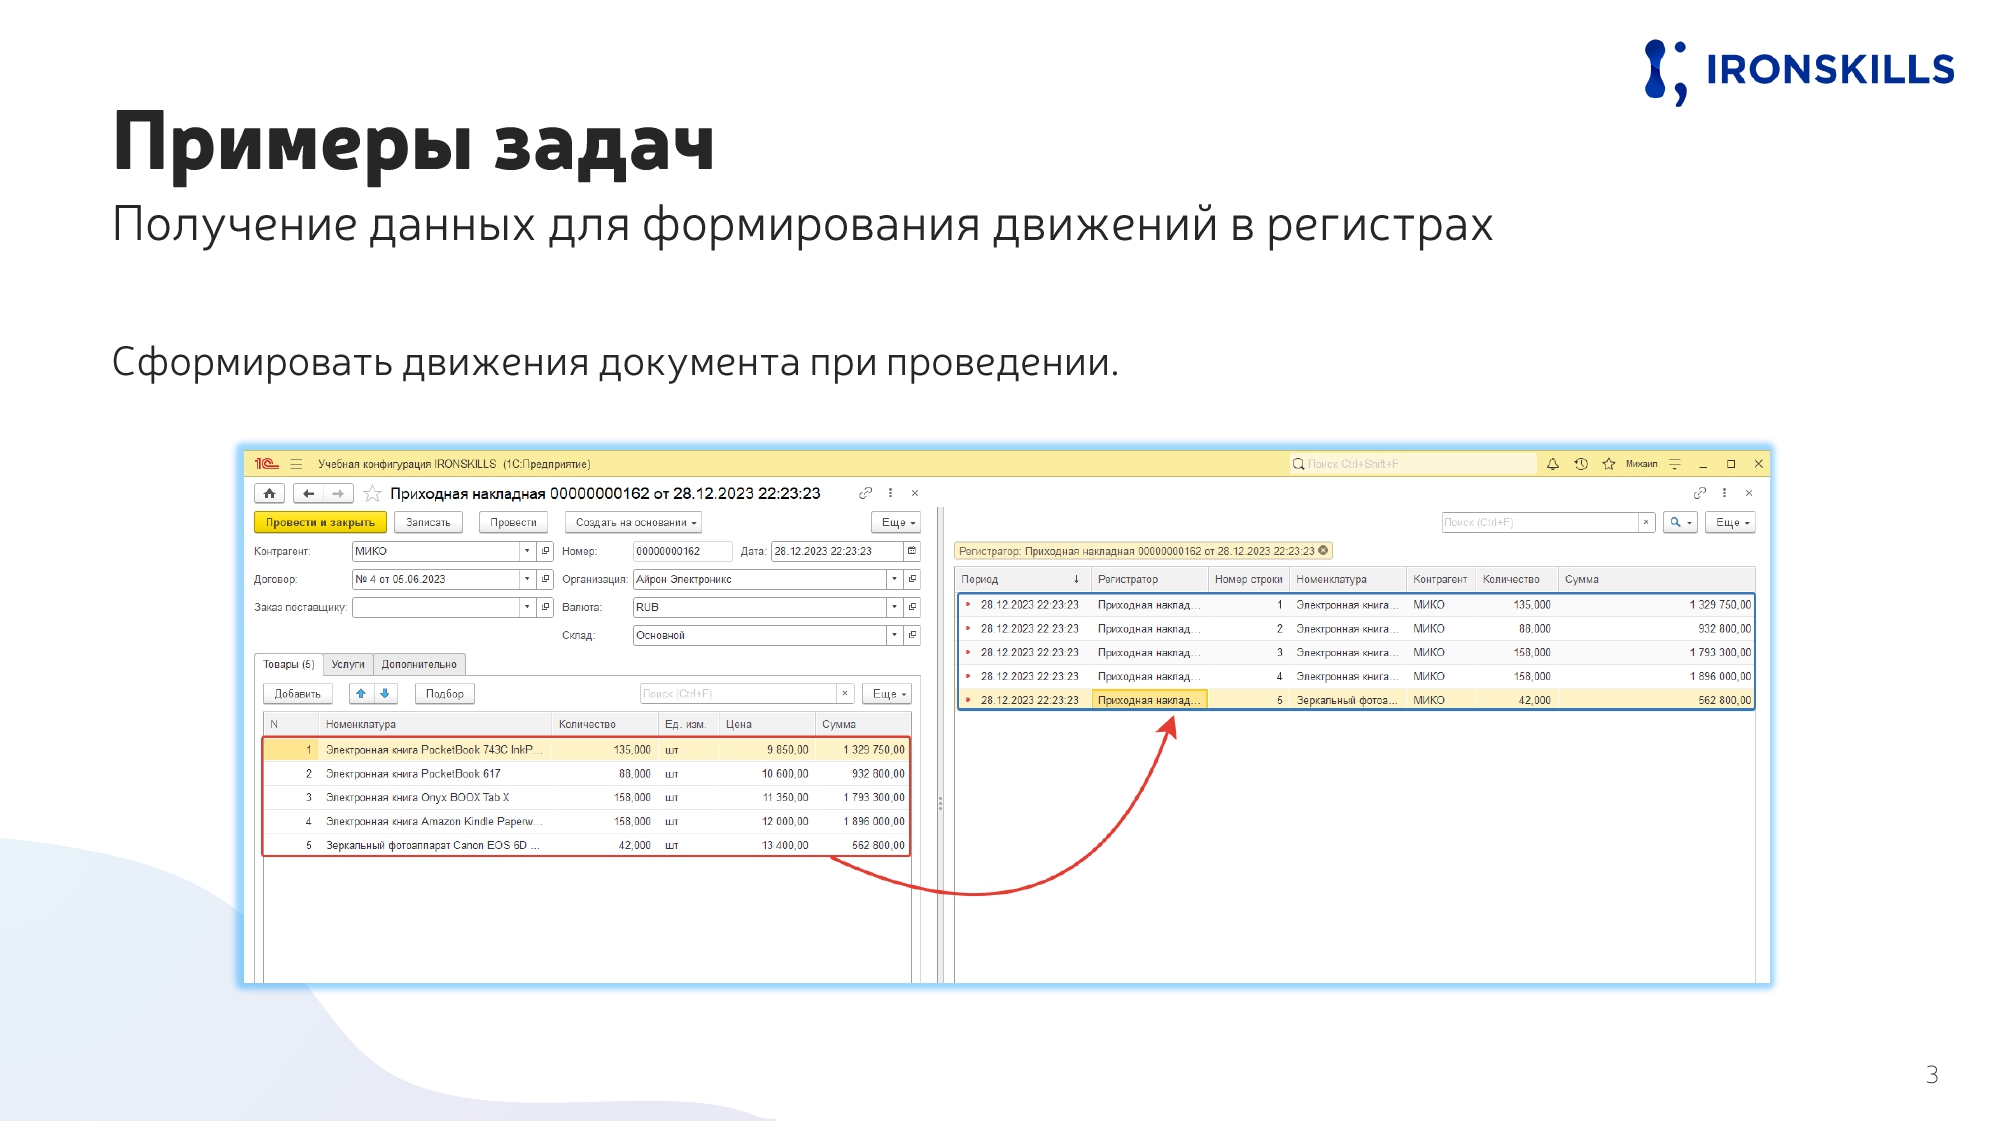 IRONSKILLS
Примеры задач
Получение данных для формирования движений в регистрах
Сформировать движения документа при проведении.
1С Учебная конфигурация IRONSKILLS (1С:Предприятие) Поиск Ctrl+Shift+F Михаил
Приходная накладная 00000000162 от 28.12.2023 22:23:23
Провести и закрыть Записать Провести Создать на основании Еще
Контрагент: МИКО Номер: 00000000162 Дата: 28.12.2023 22:23:23
Договор: № 4 от 05.06.2023 Организация: Айрон Электроникс
Заказ поставщику: Валюта: RUB
Склад: Основной
Товары (5) Услуги Дополнительно
Добавить Подбор Поиск (Ctrl+F) × Еще
N Номенклатура Количество Ед. изм. Цена Сумма
1 Электронная книга PocketBook 743C InkP... 135,000 шт 9 850,00 1 329 750,00
2 Электронная книга PocketBook 617 88,000 шт 10 600,00 932 800,00
3 Электронная книга Onyx BOOX Tab X 158,000 шт 11 350,00 1 793 300,00
4 Электронная книга Amazon Kindle Paperw... 158,000 шт 12 000,00 1 896 000,00
5 Зеркальный фотоаппарат Canon EOS 6D ... 42,000 шт 13 400,00 562 800,00
Поиск (Ctrl+F) × Еще
Регистратор: Приходная накладная 00000000162 от 28.12.2023 22:23:23
Период ↓ Регистратор Номер строки Номенклатура Контрагент Количество Сумма
28.12.2023 22:23:23 Приходная наклад... 1 Электронная книга... МИКО 135,000 1 329 750,00
28.12.2023 22:23:23 Приходная наклад... 2 Электронная книга... МИКО 88,000 932 800,00
28.12.2023 22:23:23 Приходная наклад... 3 Электронная книга... МИКО 158,000 1 793 300,00
28.12.2023 22:23:23 Приходная наклад... 4 Электронная книга... МИКО 158,000 1 896 000,00
28.12.2023 22:23:23 Приходная наклад... 5 Зеркальный фотоа... МИКО 42,000 562 800,00
3